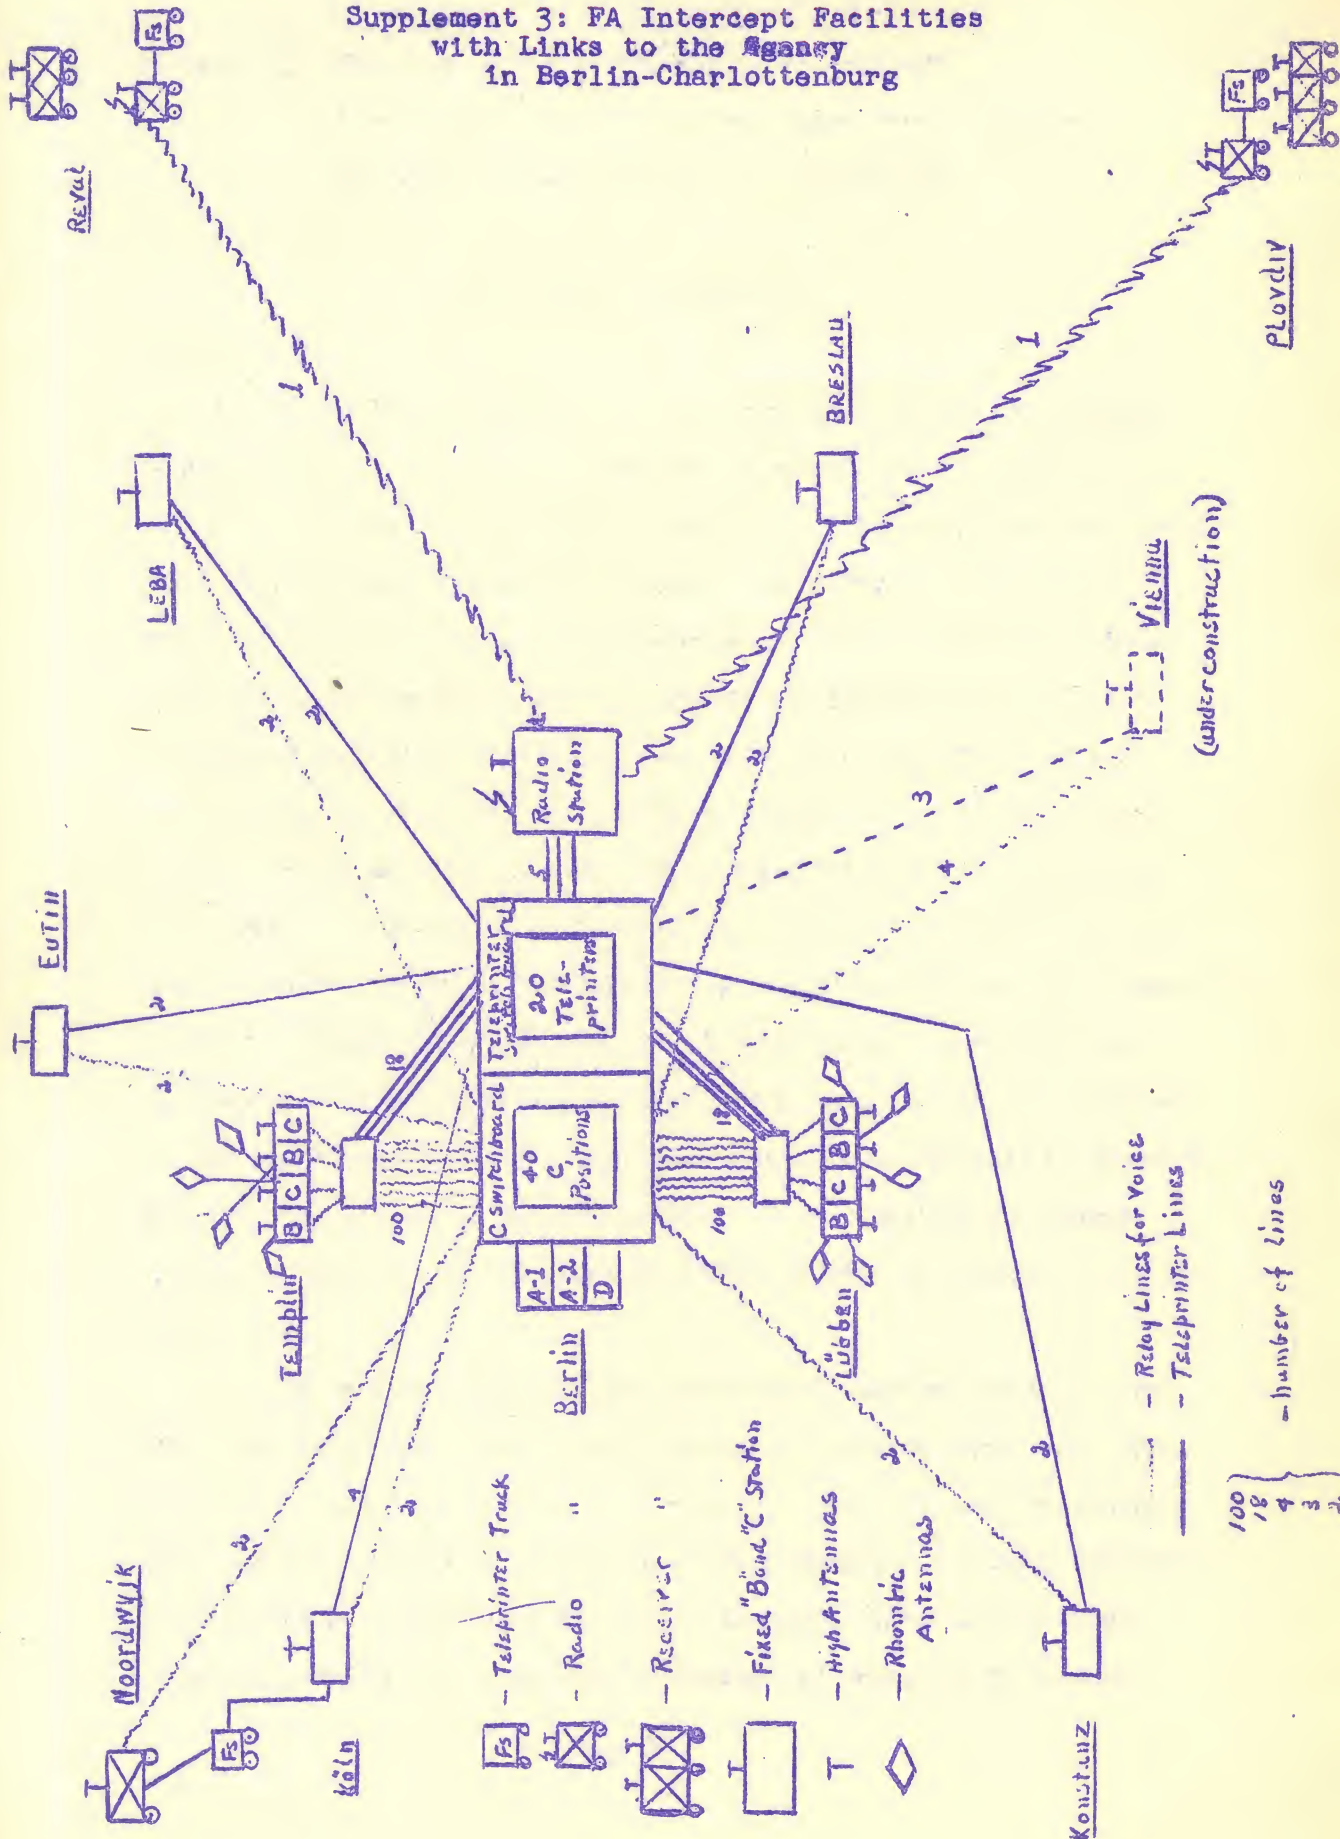 Supplement 3: FA Intercept Facilities
with Links to the Agency
in Berlin-Charlottenburg
Noordwijk
Fs
Köln
2
4
2
Templin
B C B C
100
18
Eutin
2
2
LEBA
2
2
Reval
Fs
1
Berlin
A-1
A-2
D
C Switchboard
40
C
Positions
Teleprinter
Switchboard
20
Tele-
printers
5
Radio
Station
Lübben
B C B C
100
18
BRESLAU
2
2
1
Fs
Plovdiv
Vienna
(under construction)
3
4
Konstanz
2
2
Fs - Teleprinter Truck
- Radio "
- Receiver "
- Fixed "Band "C" Station
- High Antennas
- Rhombic
Antennas
- Relay Lines for Voice
- Teleprinter Lines
100
18
4
3
2
- number of lines